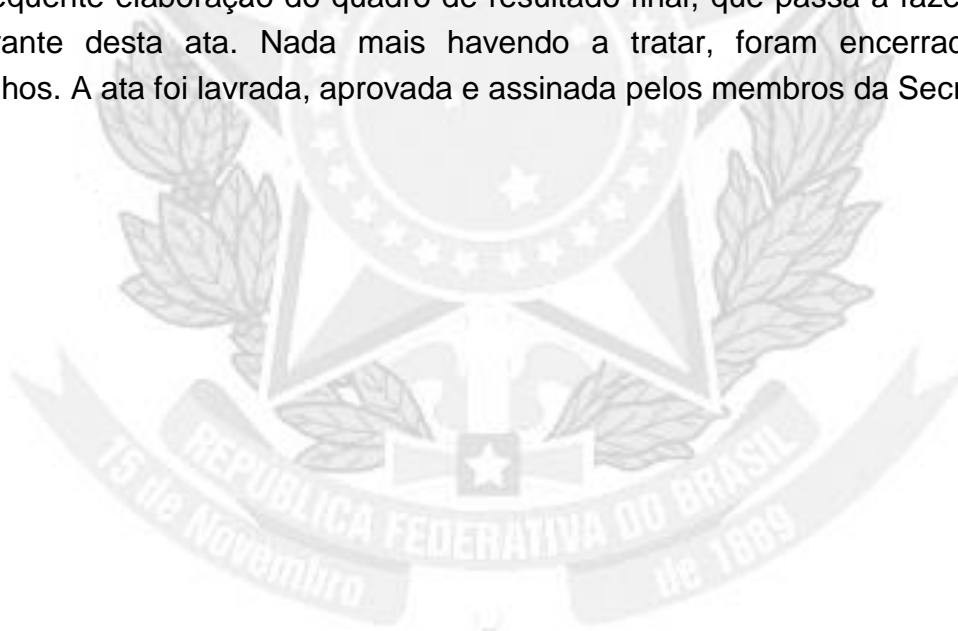 equente elaboração do quadro de resultado final, que passa a faze
rante desta ata. Nada mais havendo a tratar, foram encerrad
hos. A ata foi lavrada, aprovada e assinada pelos membros da Secr
REPÚBLICA FEDERATIVA DO BRASIL
15 de Novembro de 1889